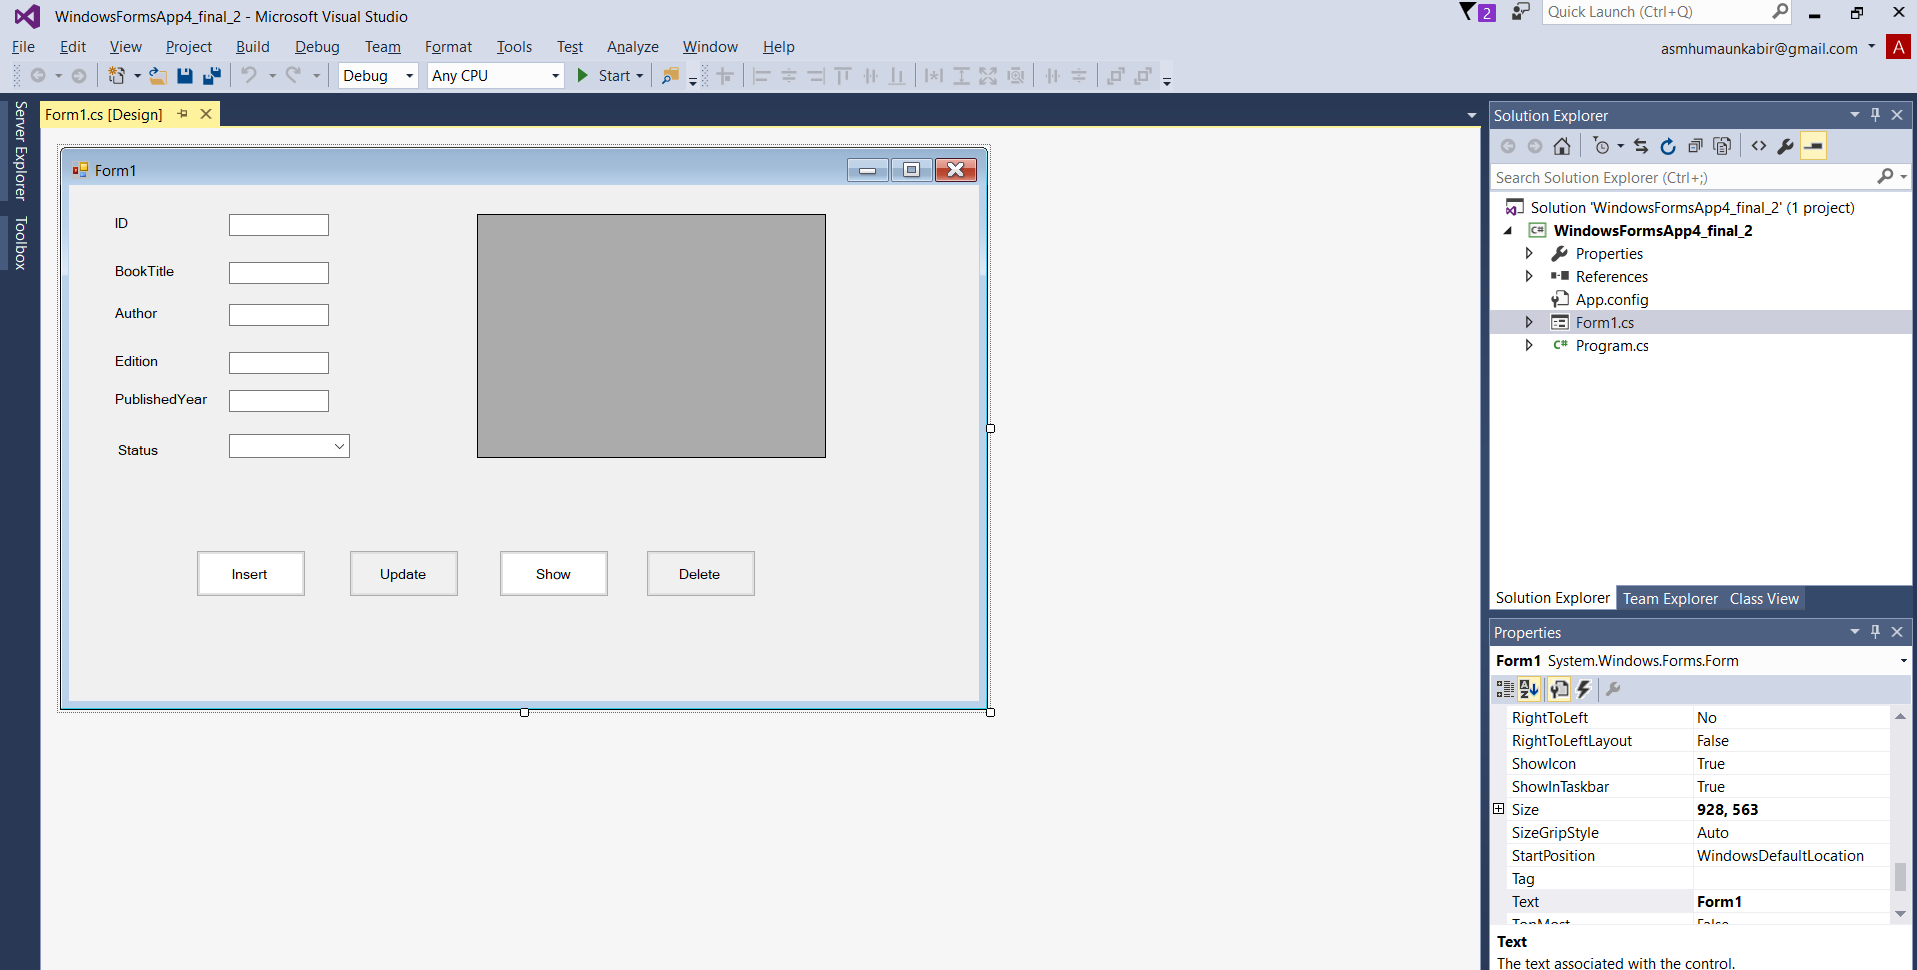 WindowsFormsApp4_final_2 - Microsoft Visual Studio
2
Quick Launch (Ctrl+Q)
File Edit View Project Build Debug Team Format Tools Test Analyze Window Help
asmhumaunkabir@gmail.com
A
Debug
Any CPU
Start
Server Explorer
Toolbox
Form1.cs [Design]
Form1
ID
BookTitle
Author
Edition
PublishedYear
Status
Insert
Update
Show
Delete
Solution Explorer
Search Solution Explorer (Ctrl+;)
Solution 'WindowsFormsApp4_final_2' (1 project)
C# WindowsFormsApp4_final_2
Properties
References
App.config
Form1.cs
C# Program.cs
Solution Explorer Team Explorer Class View
Properties
Form1 System.Windows.Forms.Form
RightToLeft No
RightToLeftLayout False
ShowIcon True
ShowInTaskbar True
Size 928, 563
SizeGripStyle Auto
StartPosition WindowsDefaultLocation
Tag
Text Form1
TopMost False
Text
The text associated with the control.